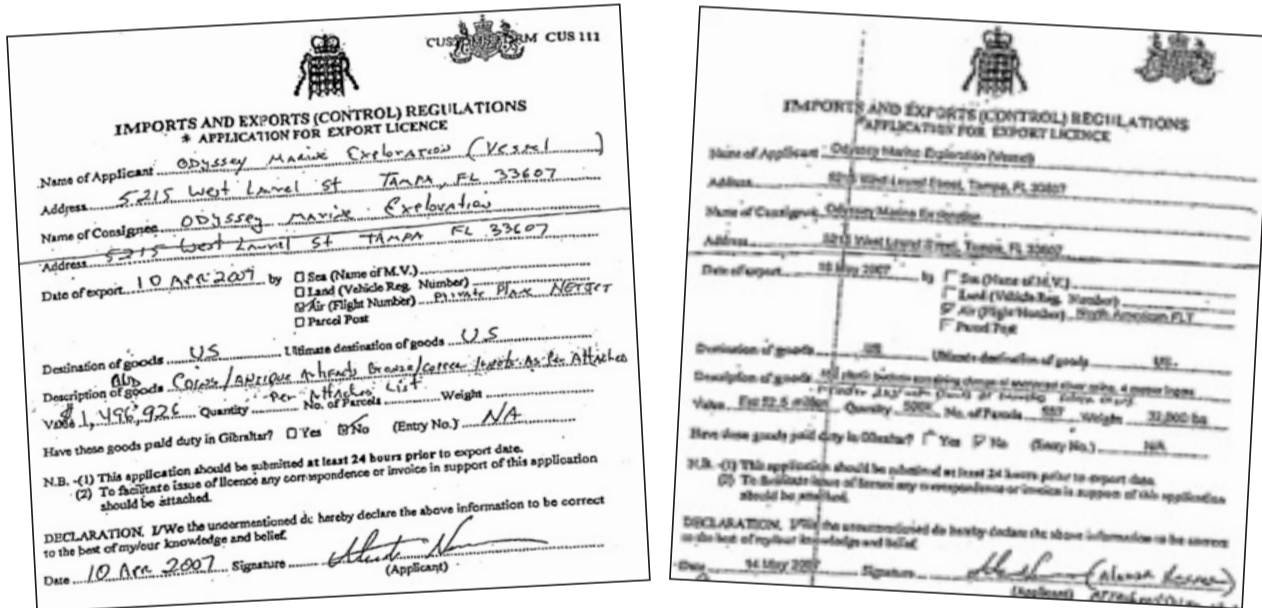 CUSTOMS FORM CUS 111
IMPORTS AND EXPORTS (CONTROL) REGULATIONS
* APPLICATION FOR EXPORT LICENCE
Name of Applicant Odyssey Marine Exploration (Vessel )
Address 5215 West Laurel St TAMPA, FL 33607
Name of Consignee Odyssey Marine Exploration
Address 5215 West Laurel St TAMPA FL 33607
Date of export 10 Apr 2007 by ☐ Sea (Name of M.V.)
☐ Land (Vehicle Reg. Number)
☑ Air (Flight Number) Private Plane NETJET
☐ Parcel Post
Destination of goods US Ultimate destination of goods US
Description of goods OLD Coins/Antique Artifacts Bronze/Copper Ingots As Per Attached
Per Attached List
Value $1,496,926 Quantity No. of Parcels Weight
Have these goods paid duty in Gibraltar? ☐ Yes ☑ No (Entry No.) NA
N.B. -(1) This application should be submitted at least 24 hours prior to export date.
(2) To facilitate issue of licence any correspondence or invoice in support of this application
should be attached.
DECLARATION. I/We the undermentioned do hereby declare the above information to be correct
to the best of my/our knowledge and belief.
Date 10 Apr 2007 Signature
(Applicant)
IMPORTS AND EXPORTS (CONTROL) REGULATIONS
*APPLICATION FOR EXPORT LICENCE
Name of Applicant Odyssey Marine Exploration (Vessel)
Address 5215 West Laurel Street, Tampa, FL 33607
Name of Consignee Odyssey Marine Exploration
Address 5215 West Laurel Street, Tampa, FL 33607
Date of export May 2007 by ☐ Sea (Name of M.V.)
☐ Land (Vehicle Reg. Number)
☑ Air (Flight Number) North American FLT
☐ Parcel Post
Destination of goods US Ultimate destination of goods US
Description of goods plastic buckets containing
Value Est $2.5 million Quantity No. of Parcels Weight 32,000 lbs
Have these goods paid duty in Gibraltar? ☐ Yes ☑ No (Entry No.) N/A
N.B. -(1) This application should be submitted at least 24 hours prior to export date.
(2) To facilitate issue of licence any correspondence or invoice in support of this application
should be attached.
DECLARATION. I/We the undermentioned do hereby declare the above information to be correct
to the best of my/our knowledge and belief.
Date 14 May 2007 Signature
(Applicant)